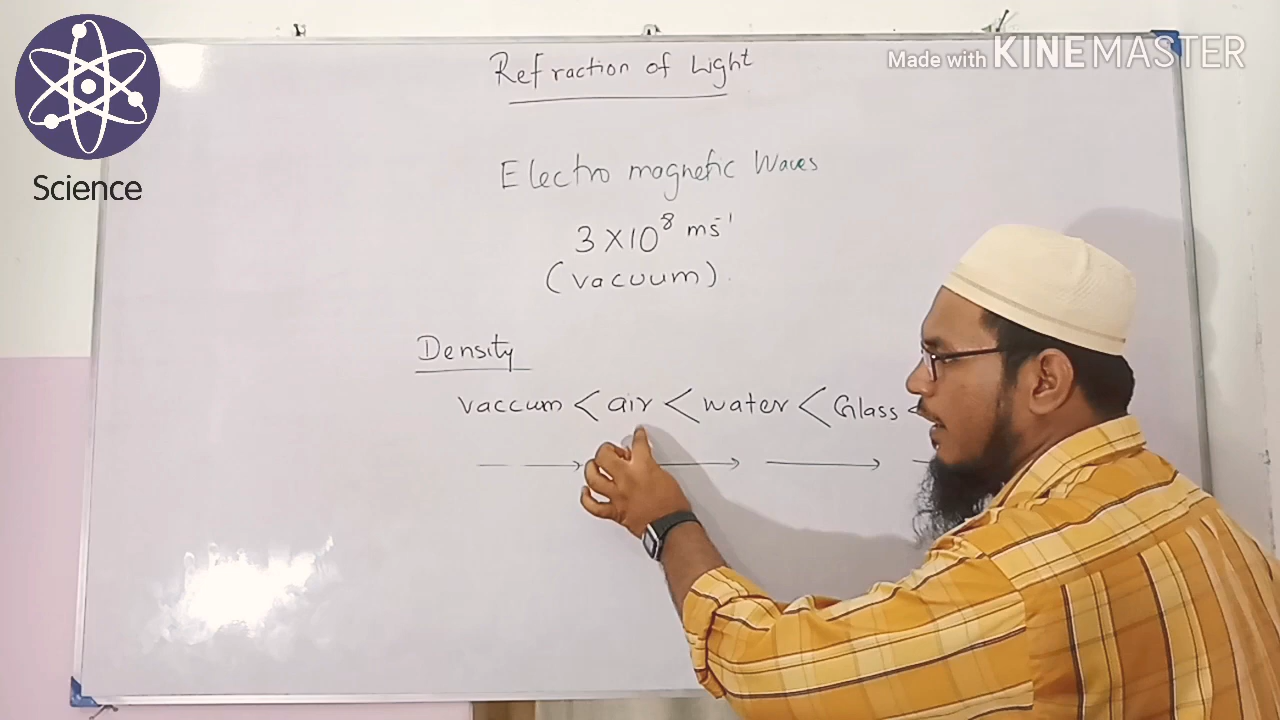 Made with KINEMASTER
Science
Refraction of Light
Electro magnetic Waves
3 X 10⁸ ms⁻¹
(vacuum)
Density
vaccum < air < water < Glass <